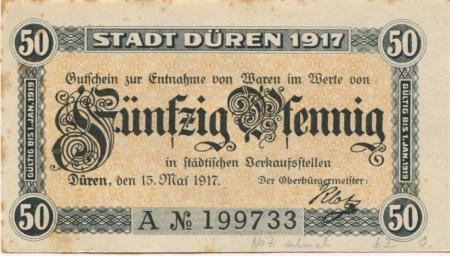 50 STADT DÜREN 1917 50
Gutschein zur Entnahme von Waren im Werte von
Fünfzig Pfennig
in städtischen Verkaufsstellen
Düren, den 15. Mai 1917. Der Oberbürgermeister:
GÜLTIG BIS 1. JAN. 1919
GÜLTIG BIS 1. JAN. 1919
Klotz
50 A № 199733 50